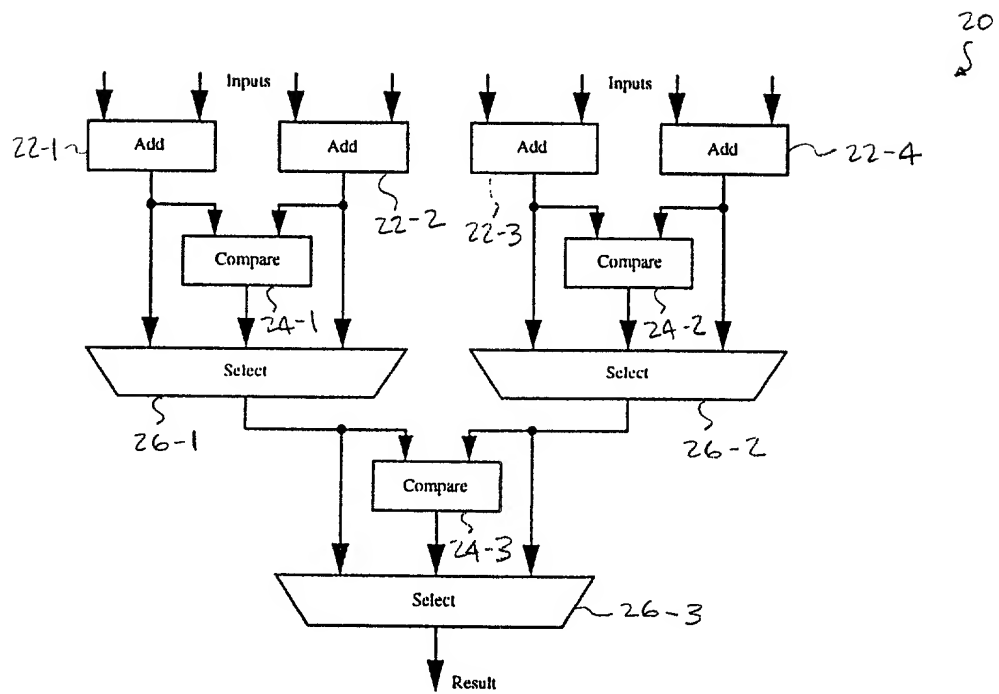 20
Inputs
Inputs
22-1
Add
Add
Add
Add
22-4
22-2
22-3
Compare
Compare
24-1
24-2
Select
Select
26-1
26-2
Compare
24-3
Select
26-3
Result